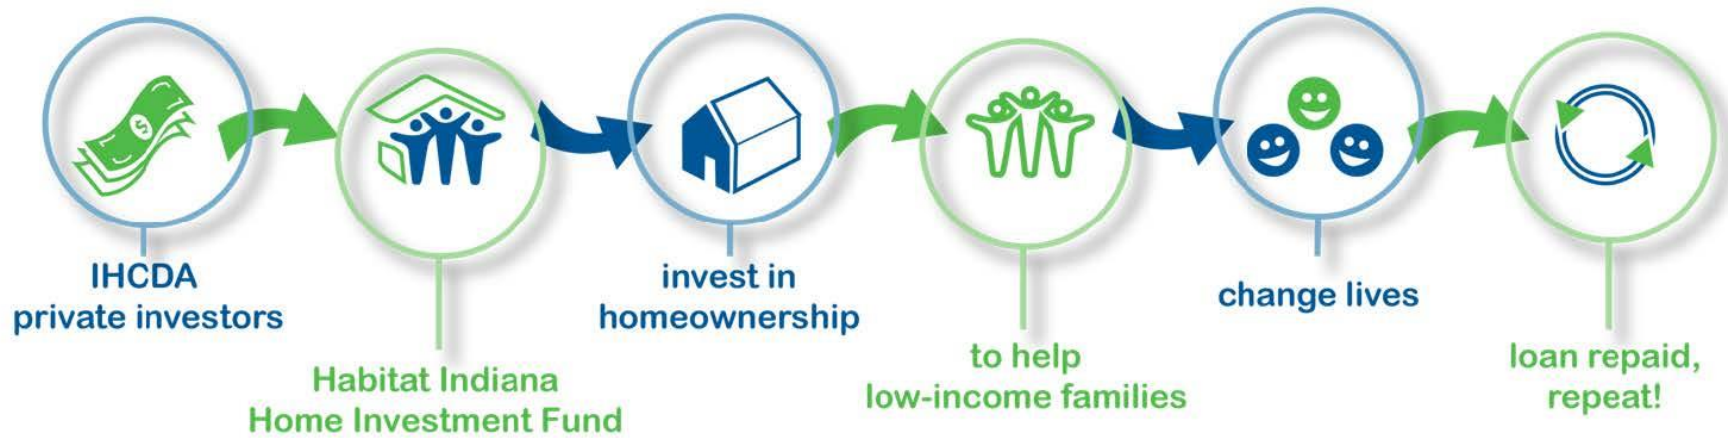 $
IHCDA
private investors
Habitat Indiana
Home Investment Fund
invest in
homeownership
to help
low-income families
change lives
loan repaid,
repeat!